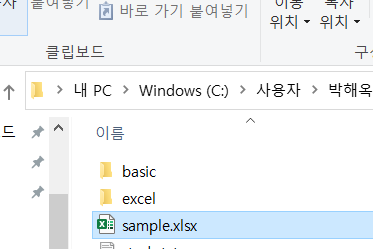 붙여넣기
바로 가기 붙여넣기
이동
위치
복사
위치
클립보드
내 PC > Windows (C:) > 사용자 > 박해옥
드
이름
basic
excel
sample.xlsx